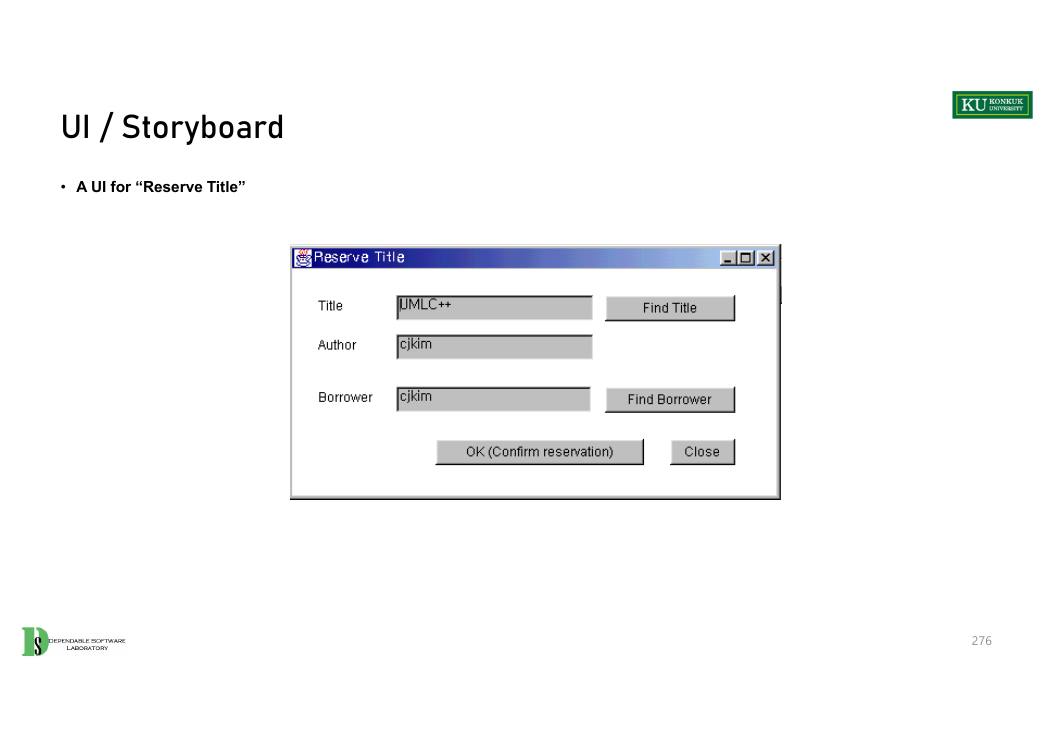 KU KONKUK UNIVERSITY
UI / Storyboard
• A UI for “Reserve Title”
Reserve Title
Title UMLC++ Find Title
Author cjkim
Borrower cjkim Find Borrower
OK (Confirm reservation) Close
DEPENDABLE SOFTWARE
LABORATORY
276